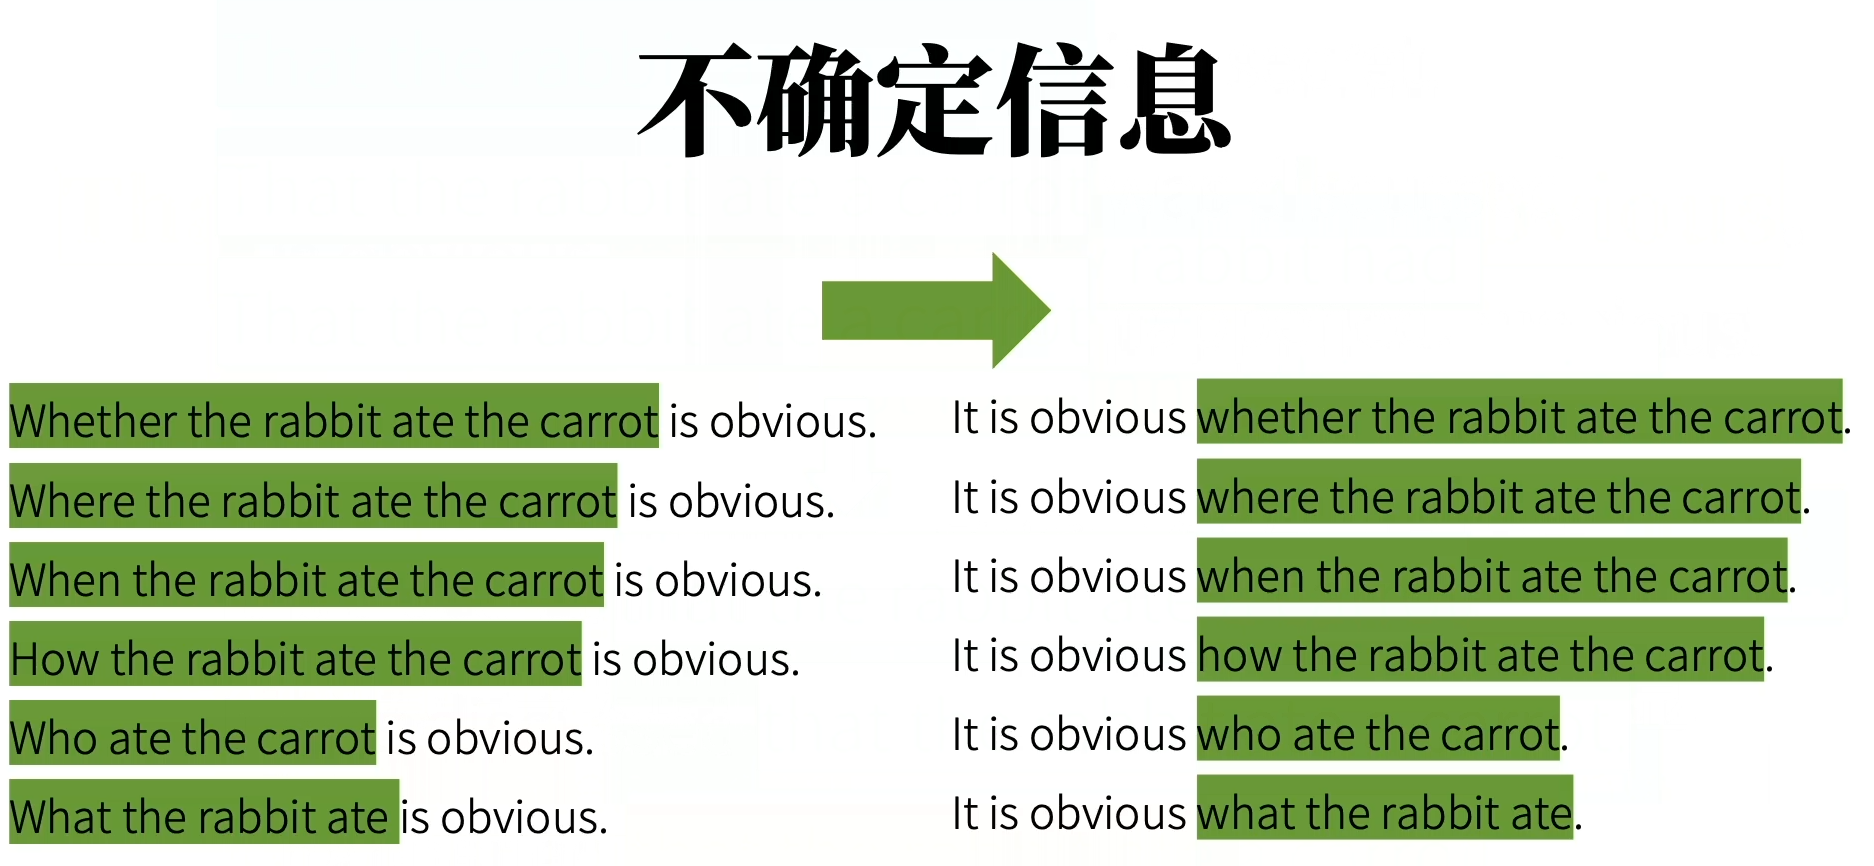 不确定信息
Whether the rabbit ate the carrot is obvious.
Where the rabbit ate the carrot is obvious.
When the rabbit ate the carrot is obvious.
How the rabbit ate the carrot is obvious.
Who ate the carrot is obvious.
What the rabbit ate is obvious.
It is obvious whether the rabbit ate the carrot.
It is obvious where the rabbit ate the carrot.
It is obvious when the rabbit ate the carrot.
It is obvious how the rabbit ate the carrot.
It is obvious who ate the carrot.
It is obvious what the rabbit ate.